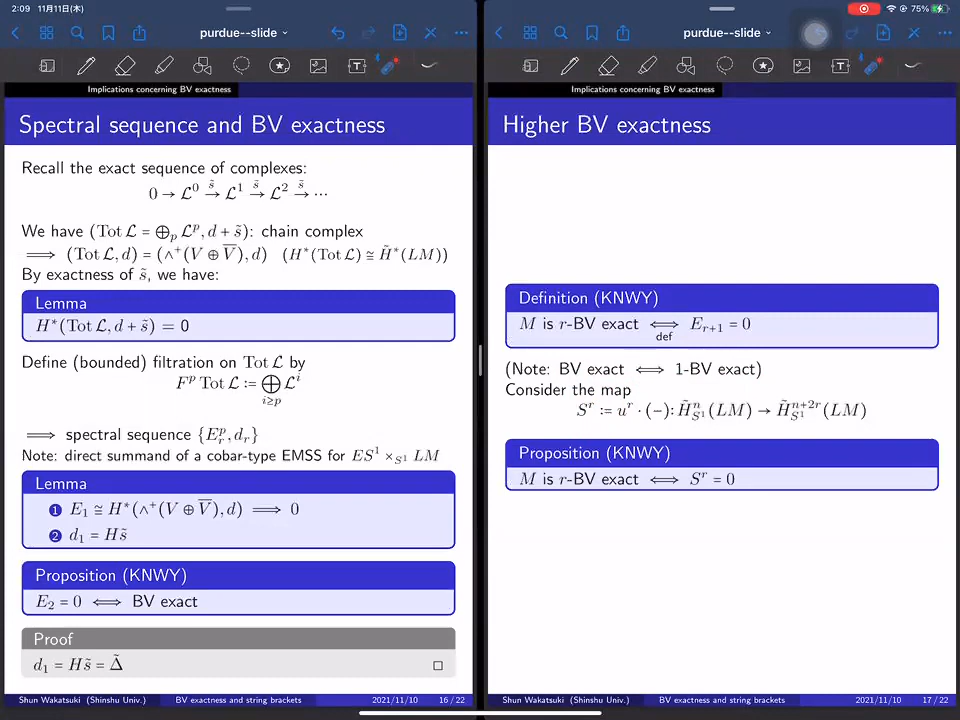 2:09 11月11日(木)
75%
purdue--slide
purdue--slide
Implications concerning BV exactness
Spectral sequence and BV exactness
Recall the exact sequence of complexes:
0 → 𝓛⁰ →^s̃ 𝓛¹ →^s̃ 𝓛² →^s̃ ⋯
We have (Tot 𝓛 = ⊕_p 𝓛^p, d + s̃): chain complex
⟹ (Tot 𝓛, d) = (∧⁺(V ⊕ V̅), d) (H*(Tot 𝓛) ≅ H̃*(LM))
By exactness of s̃, we have:
Lemma
H*(Tot 𝓛, d + s̃) = 0
Define (bounded) filtration on Tot 𝓛 by
F^p Tot 𝓛 ≔ ⊕_{i≥p} 𝓛^i
⟹ spectral sequence {E_r^p, d_r}
Note: direct summand of a cobar-type EMSS for ES¹ ×_{S¹} LM
Lemma
1 E₁ ≅ H*(∧⁺(V ⊕ V̅), d) ⟹ 0
2 d₁ = Hs̃
Proposition (KNWY)
E₂ = 0 ⟺ BV exact
Proof
d₁ = Hs̃ = Δ̃ □
Shun Wakatsuki (Shinshu Univ.) BV exactness and string brackets 2021/11/10 16 / 22
Implications concerning BV exactness
Higher BV exactness
Definition (KNWY)
M is r-BV exact ⟺_def E_{r+1} = 0
(Note: BV exact ⟺ 1-BV exact)
Consider the map
S^r ≔ u^r · (−): H̃^n_{S¹}(LM) → H̃^{n+2r}_{S¹}(LM)
Proposition (KNWY)
M is r-BV exact ⟺ S^r = 0
Shun Wakatsuki (Shinshu Univ.) BV exactness and string brackets 2021/11/10 17 / 22